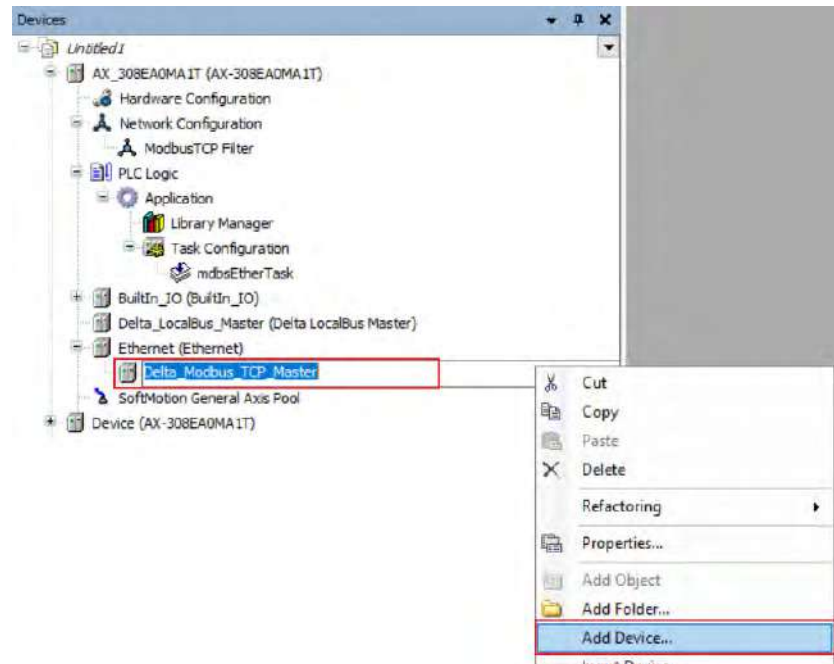 Devices
Untitled1
AX_308EA0MA1T (AX-308EA0MA1T)
Hardware Configuration
Network Configuration
ModbusTCP Filter
PLC Logic
Application
Library Manager
Task Configuration
mdbsEtherTask
BuiltIn_IO (BuiltIn_IO)
Delta_LocalBus_Master (Delta LocalBus Master)
Ethernet (Ethernet)
Delta_Modbus_TCP_Master
SoftMotion General Axis Pool
Device (AX-308EA0MA1T)
Cut
Copy
Paste
Delete
Refactoring
Properties...
Add Object
Add Folder...
Add Device...